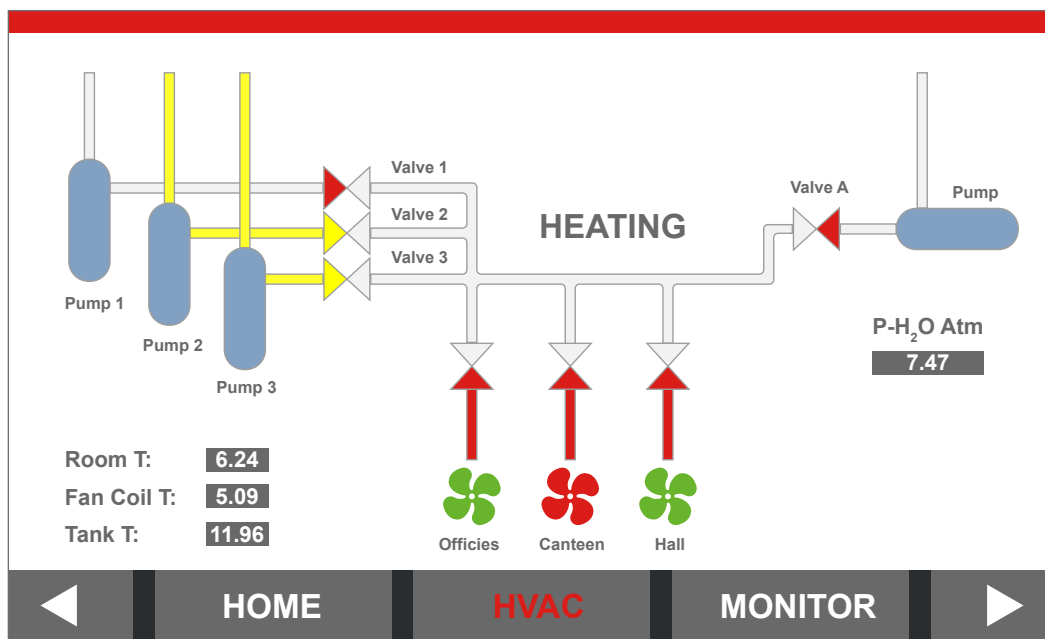 Valve 1
Valve 2
Valve 3
HEATING
Valve A
Pump
Pump 1
Pump 2
Pump 3
P-H₂O Atm
7.47
Room T: 6.24
Fan Coil T: 5.09
Tank T: 11.96
Officies Canteen Hall
HOME HVAC MONITOR